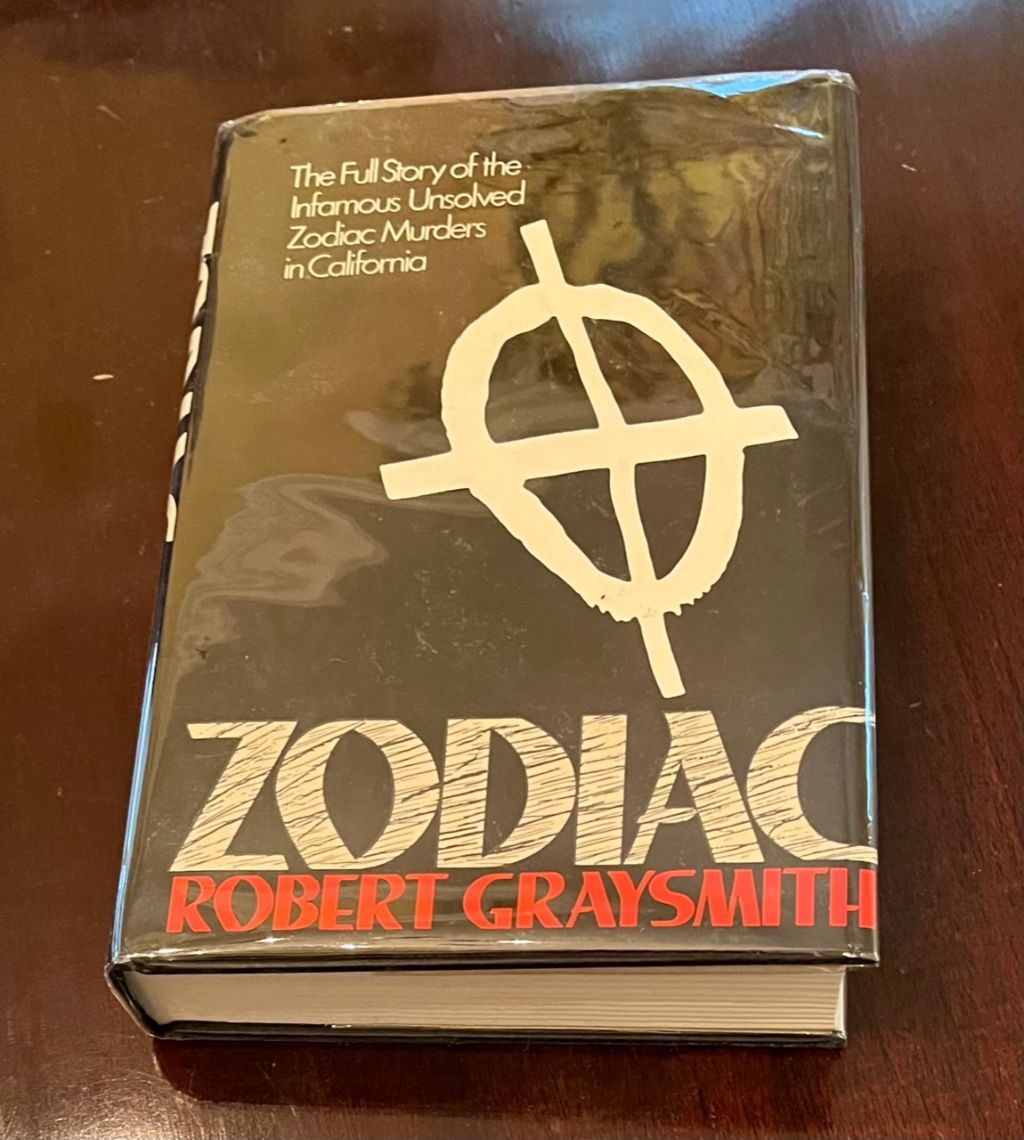 The Full Story of the
Infamous Unsolved
Zodiac Murders
in California
ZODIAC
ROBERT GRAYSMITH